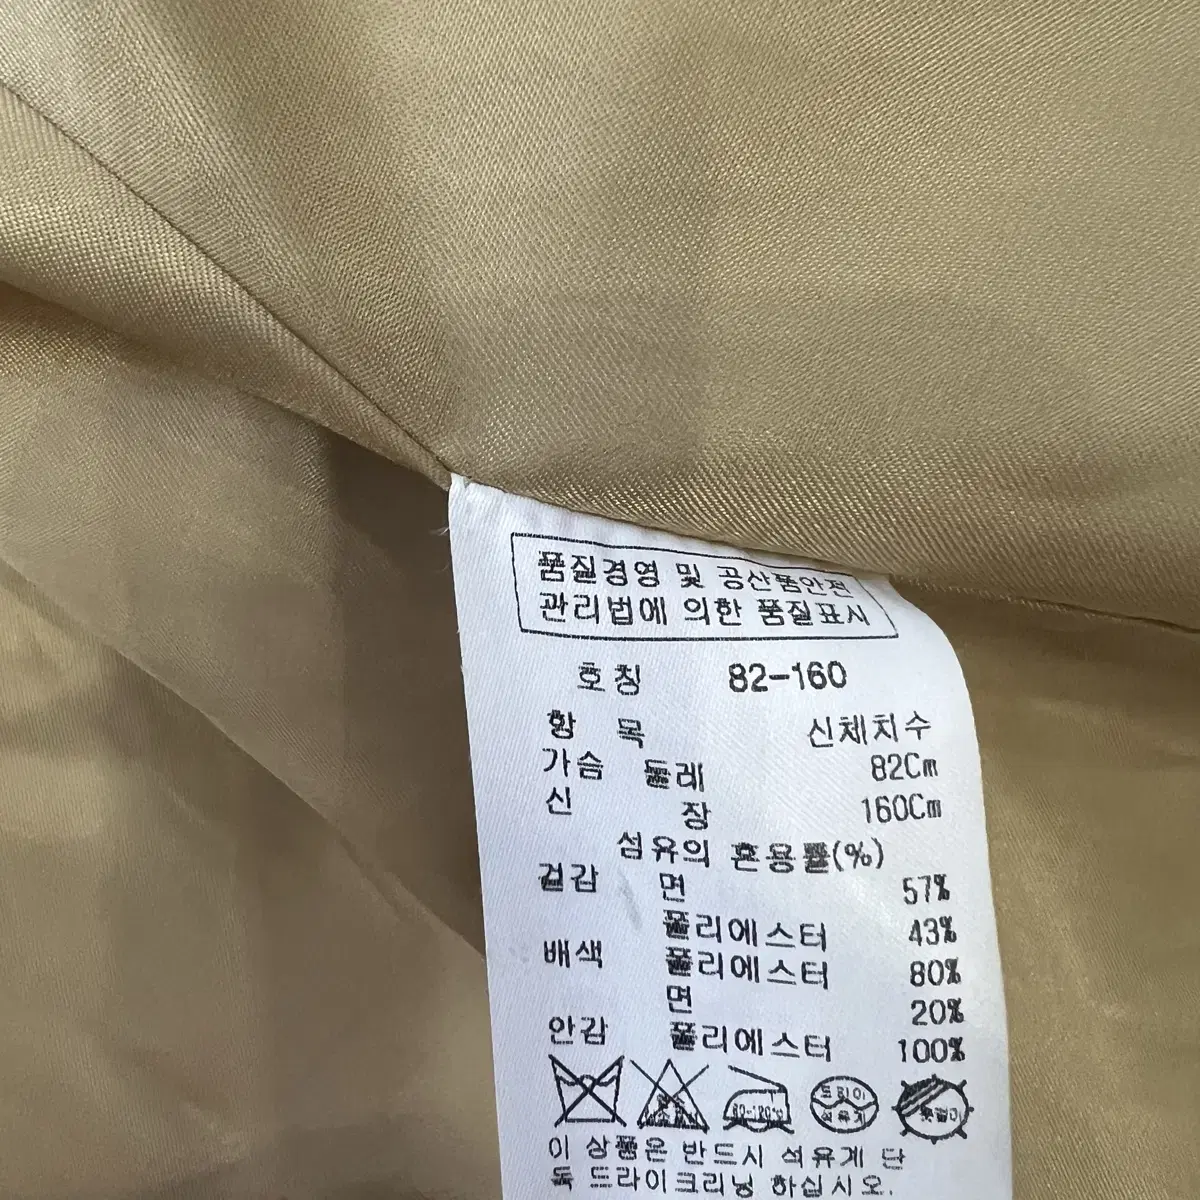 품질경영 및 공산품안전
관리법에 의한 품질표시
호칭 82-160
항 목 신체치수
가슴 둘레 82Cm
신 장 160Cm
섬유의 혼용률(%)
겉감 면 57%
폴리에스터 43%
배색 폴리에스터 80%
면 20%
안감 폴리에스터 100%
80-120℃ 드라이 석유계 옷걸이
이 상품은 반드시 석유계 단
독 드라이크리닝 하십시오.